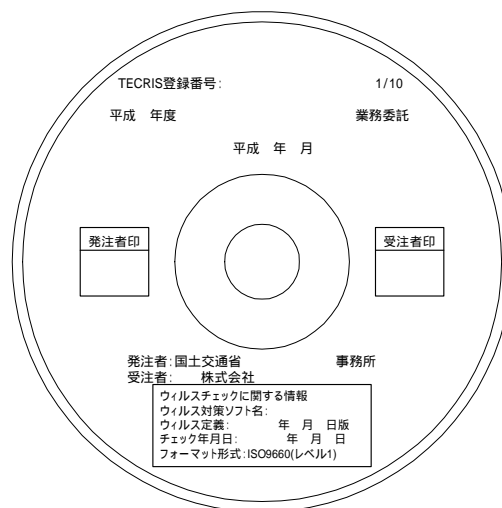 TECRIS登録番号: 1/10
平成 年度 業務委託
平成 年 月
発注者印 受注者印
発注者:国土交通省 事務所
受注者: 株式会社
ウィルスチェックに関する情報
ウィルス対策ソフト名:
ウィルス定義: 年 月 日版
チェック年月日: 年 月 日
フォーマット形式:ISO9660(レベル1)